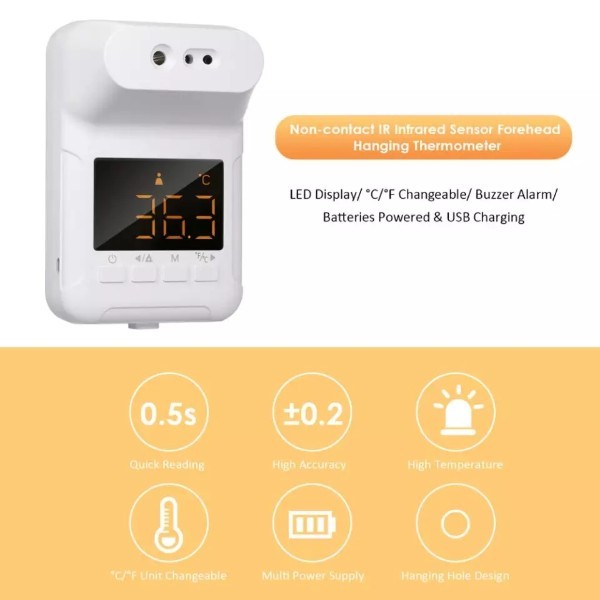 Non-contact IR Infrared Sensor Forehead
Hanging Thermometer
LED Display/ °C/°F Changeable/ Buzzer Alarm/
Batteries Powered & USB Charging
°C
36.3
M
°F/°C
0.5s
±0.2
Quick Reading
High Accuracy
High Temperature
°C/°F Unit Changeable
Multi Power Supply
Hanging Hole Design